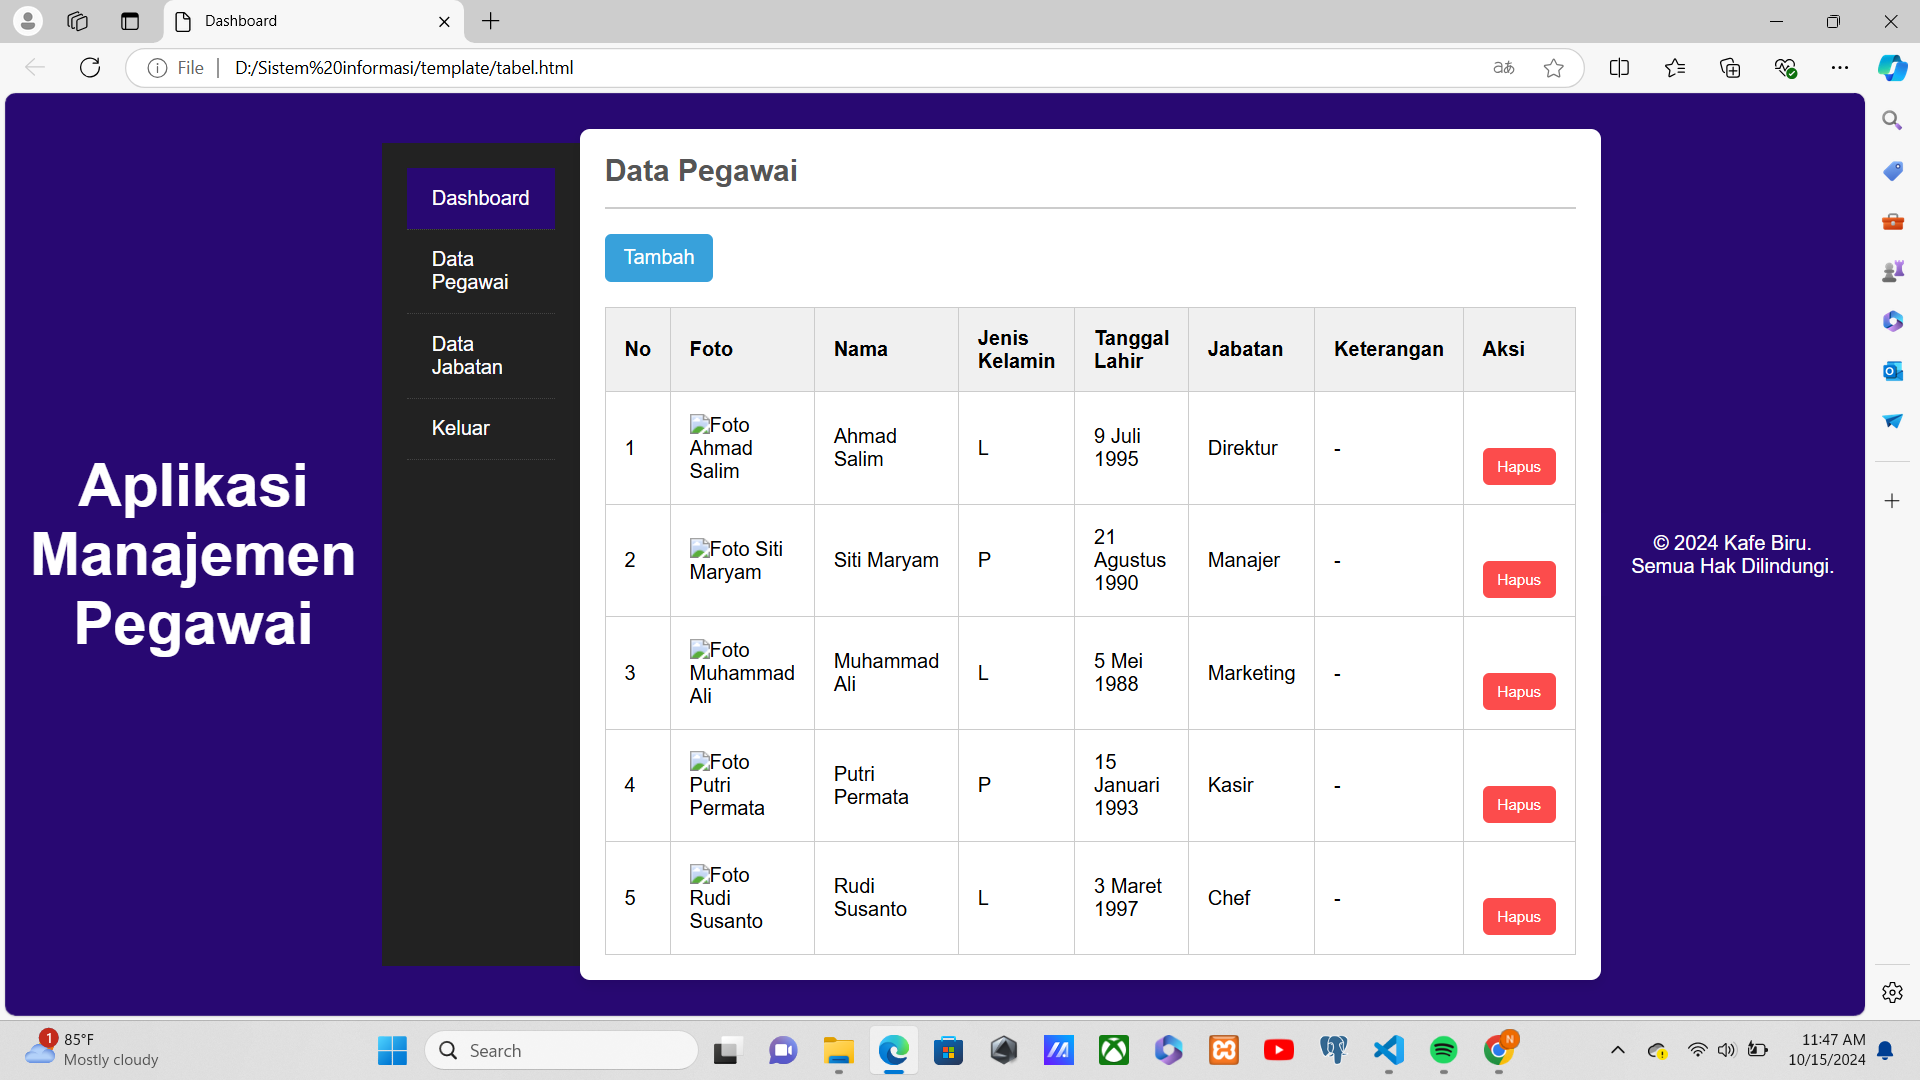 Dashboard
File
D:/Sistem%20informasi/template/tabel.html
aあ
Aplikasi
Manajemen
Pegawai
Dashboard
Data
Pegawai
Data
Jabatan
Keluar
Data Pegawai
Tambah
No Foto Nama Jenis Kelamin Tanggal Lahir Jabatan Keterangan Aksi
1 Foto Ahmad Salim Ahmad Salim L 9 Juli 1995 Direktur - Hapus
2 Foto Siti Maryam Siti Maryam P 21 Agustus 1990 Manajer - Hapus
3 Foto Muhammad Ali Muhammad Ali L 5 Mei 1988 Marketing - Hapus
4 Foto Putri Permata Putri Permata P 15 Januari 1993 Kasir - Hapus
5 Foto Rudi Susanto Rudi Susanto L 3 Maret 1997 Chef - Hapus
© 2024 Kafe Biru.
Semua Hak Dilindungi.
1
85°F
Mostly cloudy
Search
N
11:47 AM
10/15/2024